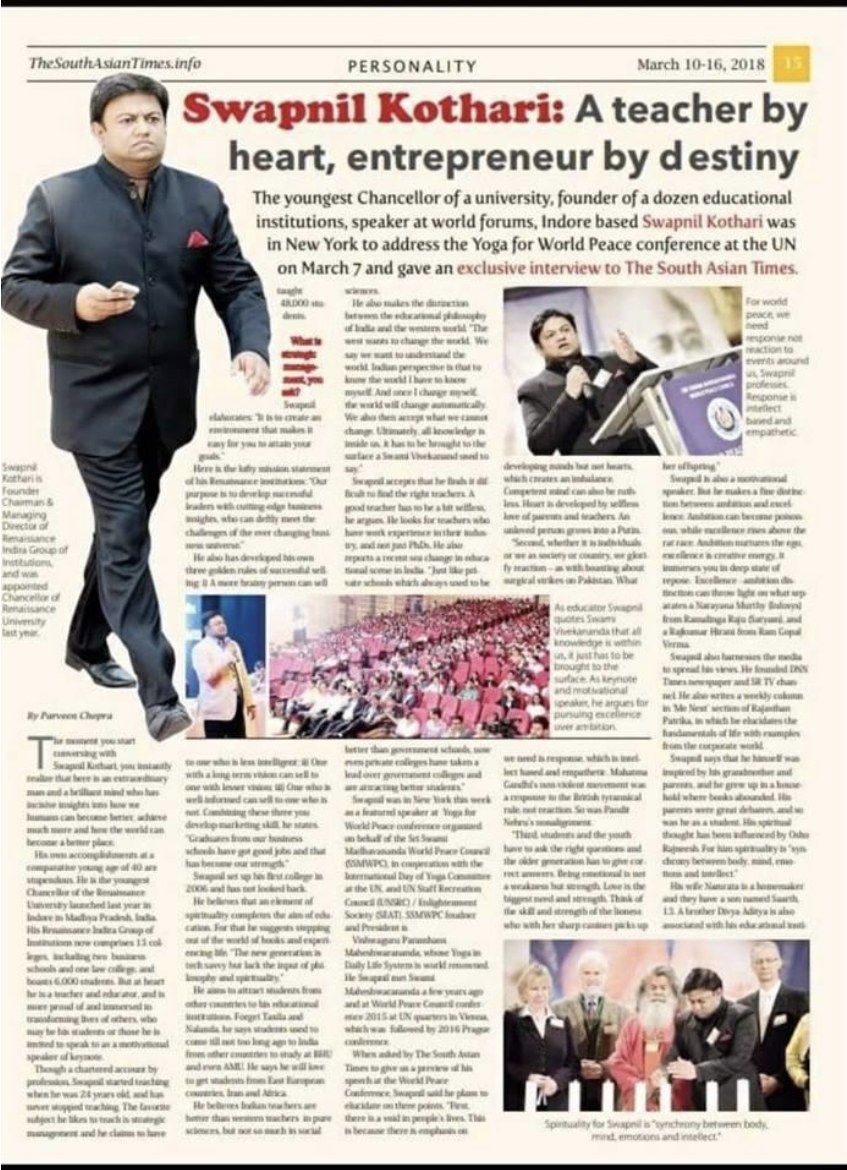 TheSouthAsianTimes.info
PERSONALITY
March 10-16, 2018
15
Swapnil Kothari: A teacher by
heart, entrepreneur by destiny
The youngest Chancellor of a university, founder of a dozen educational
institutions, speaker at world forums, Indore based Swapnil Kothari was
in New York to address the Yoga for World Peace conference at the UN
on March 7 and gave an exclusive interview to The South Asian Times.
Swapnil
Kothari is
Founder
Chairman &
Managing
Director of
Renaissance
Indira Group of
Institutions,
and was
appointed
Chancellor of
Renaissance
University
last year.
By Parveen Chopra
The moment you start
conversing with
Swapnil Kothari, you instantly
realize that here is an extraordinary
man and a brilliant mind who has
incisive insights into how we
humans can become better, achieve
much more and how the world can
become a better place.
His own accomplishments at a
comparative young age of 40 are
stupendous. He is the youngest
Chancellor of the Renaissance
University launched last year in
Indore in Madhya Pradesh, India.
His Renaissance Indira Group of
Institutions now comprises 13 col-
leges, including two business
schools and one law college, and
boasts 6,000 students. But at heart
he is a teacher and educator, and is
more proud of and immersed in
transforming lives of others, who
may be his students or those he is
invited to speak to as a motivational
speaker of keynote.
Though a chartered account by
profession, Swapnil started teaching
when he was 24 years old, and has
never stopped teaching. The favorite
subject he likes to teach is strategic
management and he claims to have
taught
48,000 stu-
dents.
What is
strategic
manage-
ment, you
ask?
Swapnil
elaborates: "It is to create an
environment that makes it
easy for you to attain your
goals."
Here is the lofty mission statement
of his Renaissance institutions: "Our
purpose is to develop successful
leaders with cutting-edge business
insights, who can deftly meet the
challenges of the ever changing busi-
ness universe."
He also has developed his own
three golden rules of successful sell-
ing: i) A more brainy person can sell
to one who is less intelligent; ii) One
with a long term vision can sell to
one with lesser vision; iii) One who is
well-informed can sell to one who is
not. Combining these three you
develop marketing skill, he states.
"Graduates from our business
schools have got good jobs and that
has become our strength."
Swapnil set up his first college in
2006 and has not looked back.
He believes that an element of
spirituality completes the aim of edu-
cation. For that he suggests stepping
out of the world of books and experi-
encing life. "The new generation is
tech savvy but lack the input of phi-
losophy and spirituality."
He aims to attract students from
other countries to his educational
institutions. Forget Taxila and
Nalanda, he says students used to
come till not too long ago to India
from other countries to study at BHU
and even AMU. He says he will love
to get students from East European
countries, Iran and Africa.
He believes Indian teachers are
better than western teachers in pure
sciences, but not so much in social
sciences.
He also makes the distinction
between the educational philosophy
of India and the western world. "The
west wants to change the world. We
say we want to understand the
world. Indian perspective is that to
know the world I have to know
myself. And once I change myself,
the world will change automatically.
We also then accept what we cannot
change. Ultimately, all knowledge is
inside us, it has to be brought to the
surface a Swami Vivekanand used to
say."
Swapnil accepts that he finds it dif-
ficult to find the right teachers. A
good teacher has to be a bit selfless,
he argues. He looks for teachers who
have work experience in their indus-
try, and not just PhDs. He also
reports a recent sea change in educa-
tional scene in India. "Just like pri-
vate schools which always used to be
better than government schools, now
even private colleges have taken a
lead over government colleges and
are attracting better students."
Swapnil was in New York this week
as a featured speaker at Yoga for
World Peace conference organized
on behalf of the Sri Swami
Madhavananda World Peace Council
(SSMWPC), in cooperation with the
International Day of Yoga Committee
at the UN, and UN Staff Recreation
Council (UNSRC) / Enlightenment
Society (SEAT). SSMWPC foudner
and President is
Vishwaguru Paramhans
Maheshwarananda, whose Yoga in
Daily Life System is world renowned.
He Swapnil met Swami
Maheshwarananda a few years ago
and at World Peace Council confer-
ence 2015 at UN quarters in Vienna,
which was followed by 2016 Prague
conference.
When asked by The South Asian
Times to give us a preview of his
speech at the World Peace
Conference, Swapnil said he plans to
elucidate on three points. "First,
there is a void in people's lives. This
is because there is emphasis on
For world
peace, we
need
response not
reaction to
events around
us, Swapnil
professes.
Response is
intellect
based and
empathetic.
developing minds but not hearts,
which creates an imbalance.
Competent mind can also be ruth-
less. Heart is developed by selfless
love of parents and teachers. An
unloved person grows into a Putin.
"Second, whether it is individuals
or we as society or country, we glori-
fy reaction – as with boasting about
surgical strikes on Pakistan. What
As educator Swapnil
quotes Swami
Vivekananda that all
knowledge is within
us, it just has to be
brought to the
surface. As keynote
and motivational
speaker, he argues for
pursuing excellence
over ambition.
we need is response, which is intel-
lect based and empathetic. Mahatma
Gandhi's non-violent movement was
a response to the British tyrannical
rule, not reaction. So was Pandit
Nehru's nonalignment.
"Third, students and the youth
have to ask the right questions and
the older generation has to give cor-
rect answers. Being emotional is not
a weakness but strength. Love is the
biggest need and strength. Think of
the skill and strength of the lioness
who with her sharp canines picks up
her offspring."
Swapnil is also a motivational
speaker. But he makes a fine distinc-
tion between ambition and excel-
lence. Ambition can become poison-
ous, while excellence rises above the
rat race. Ambition nurtures the ego,
excellence is creative energy, it
immerses you in deep state of
repose. Excellence -ambition dis-
tinction can throw light on what sep-
arates a Narayana Murthy (Infosys)
from Ramalinga Raju (Satyam), and
a Rajkumar Hirani from Ram Gopal
Verma.
Swapnil also harnesses the media
to spread his views. He founded DNN
Times newspaper and SR TV chan-
nel. He also writes a weekly column
in 'Me Next' section of Rajasthan
Patrika, in which he elucidates the
fundamentals of life with examples
from the corporate world.
Swapnil says that he himself was
inspired by his grandmother and
parents, and he grew up in a house-
hold where books abounded. His
parents were great debaters, and so
was he as a student. His spiritual
thought has been influenced by Osho
Rajneesh. For him spirituality is "syn-
chrony between body, mind, emo-
tions and intellect."
His wife Namrata is a homemaker
and they have a son named Saarth,
13. A brother Divya Aditya is also
associated with his educational insti-
Spirituality for Swapnil is "synchrony between body,
mind, emotions and intellect."